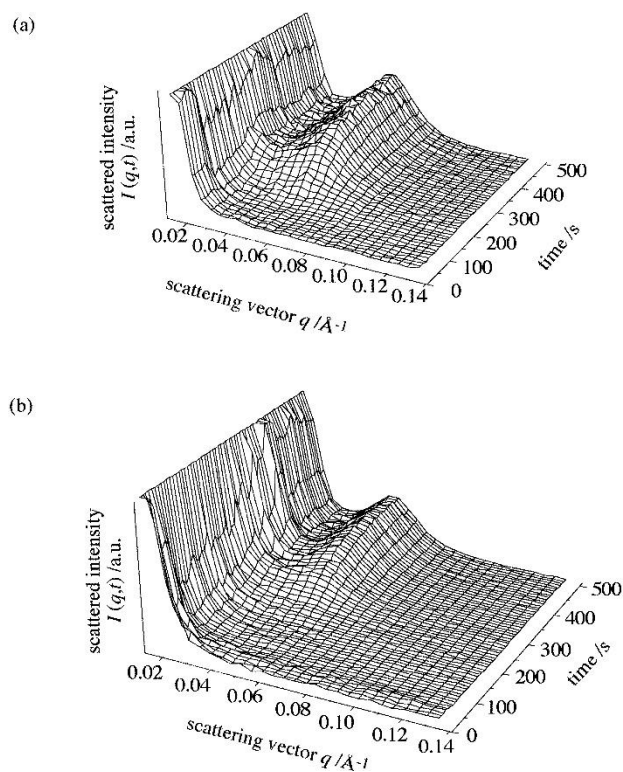 (a)
scattered intensity
I (q,t) /a.u.
0.02 0.04 0.06 0.08 0.10 0.12 0.14
scattering vector q /Å-1
0 100 200 300 400 500
time /s
(b)
scattered intensity
I (q,t) /a.u.
0.02 0.04 0.06 0.08 0.10 0.12 0.14
scattering vector q /Å-1
0 100 200 300 400 500
time /s